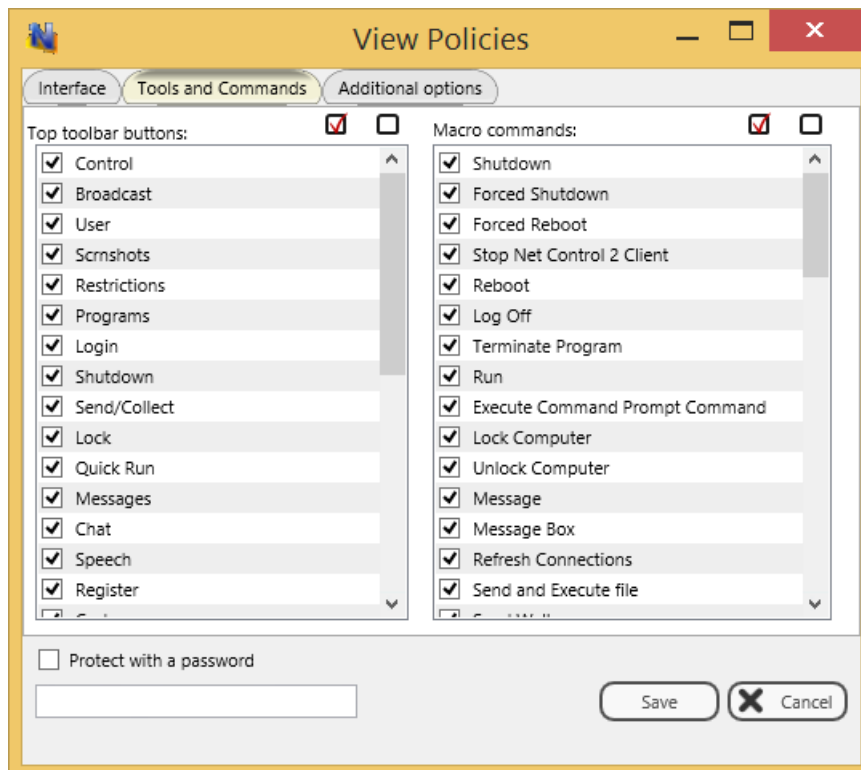 View Policies
Interface
Tools and Commands
Additional options
Top toolbar buttons:
Control
Broadcast
User
Scrnshots
Restrictions
Programs
Login
Shutdown
Send/Collect
Lock
Quick Run
Messages
Chat
Speech
Register
Macro commands:
Shutdown
Forced Shutdown
Forced Reboot
Stop Net Control 2 Client
Reboot
Log Off
Terminate Program
Run
Execute Command Prompt Command
Lock Computer
Unlock Computer
Message
Message Box
Refresh Connections
Send and Execute file
Protect with a password
Save
Cancel